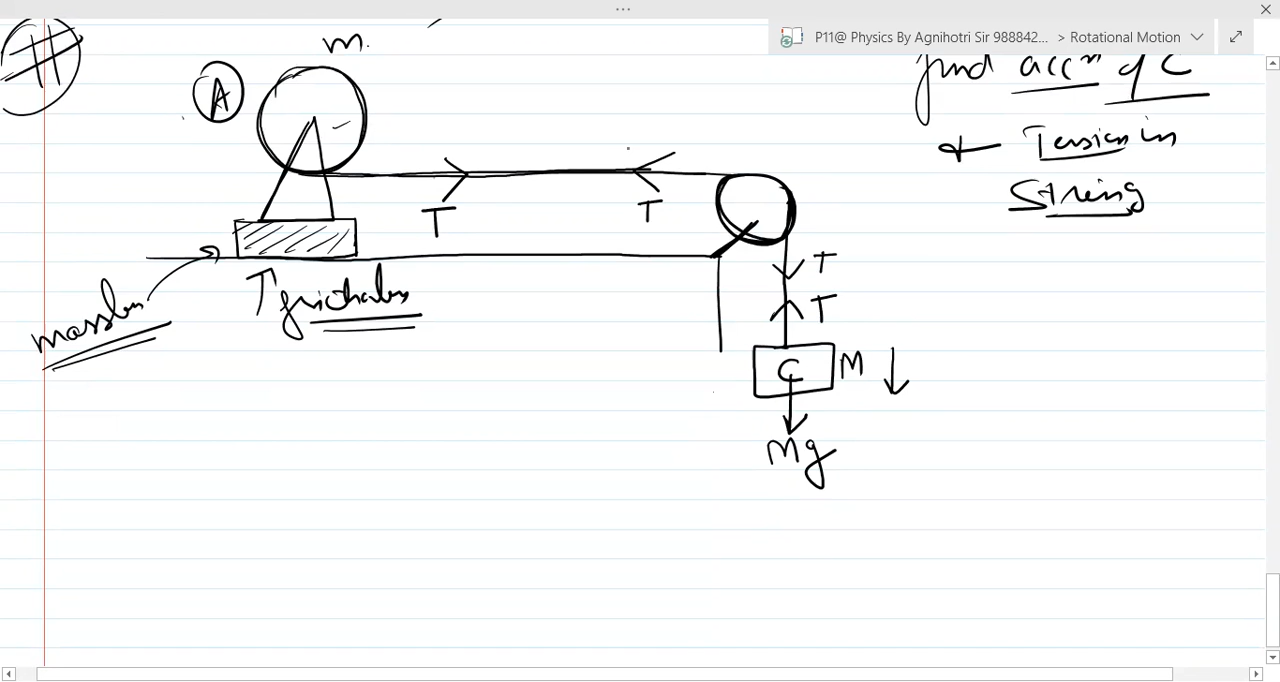 P11@ Physics By Agnihotri Sir 988842... > Rotational Motion
m.
A
find accⁿ of C
& Tension in
String
T
T
T
T
frictionless
massless
C
M
Mg